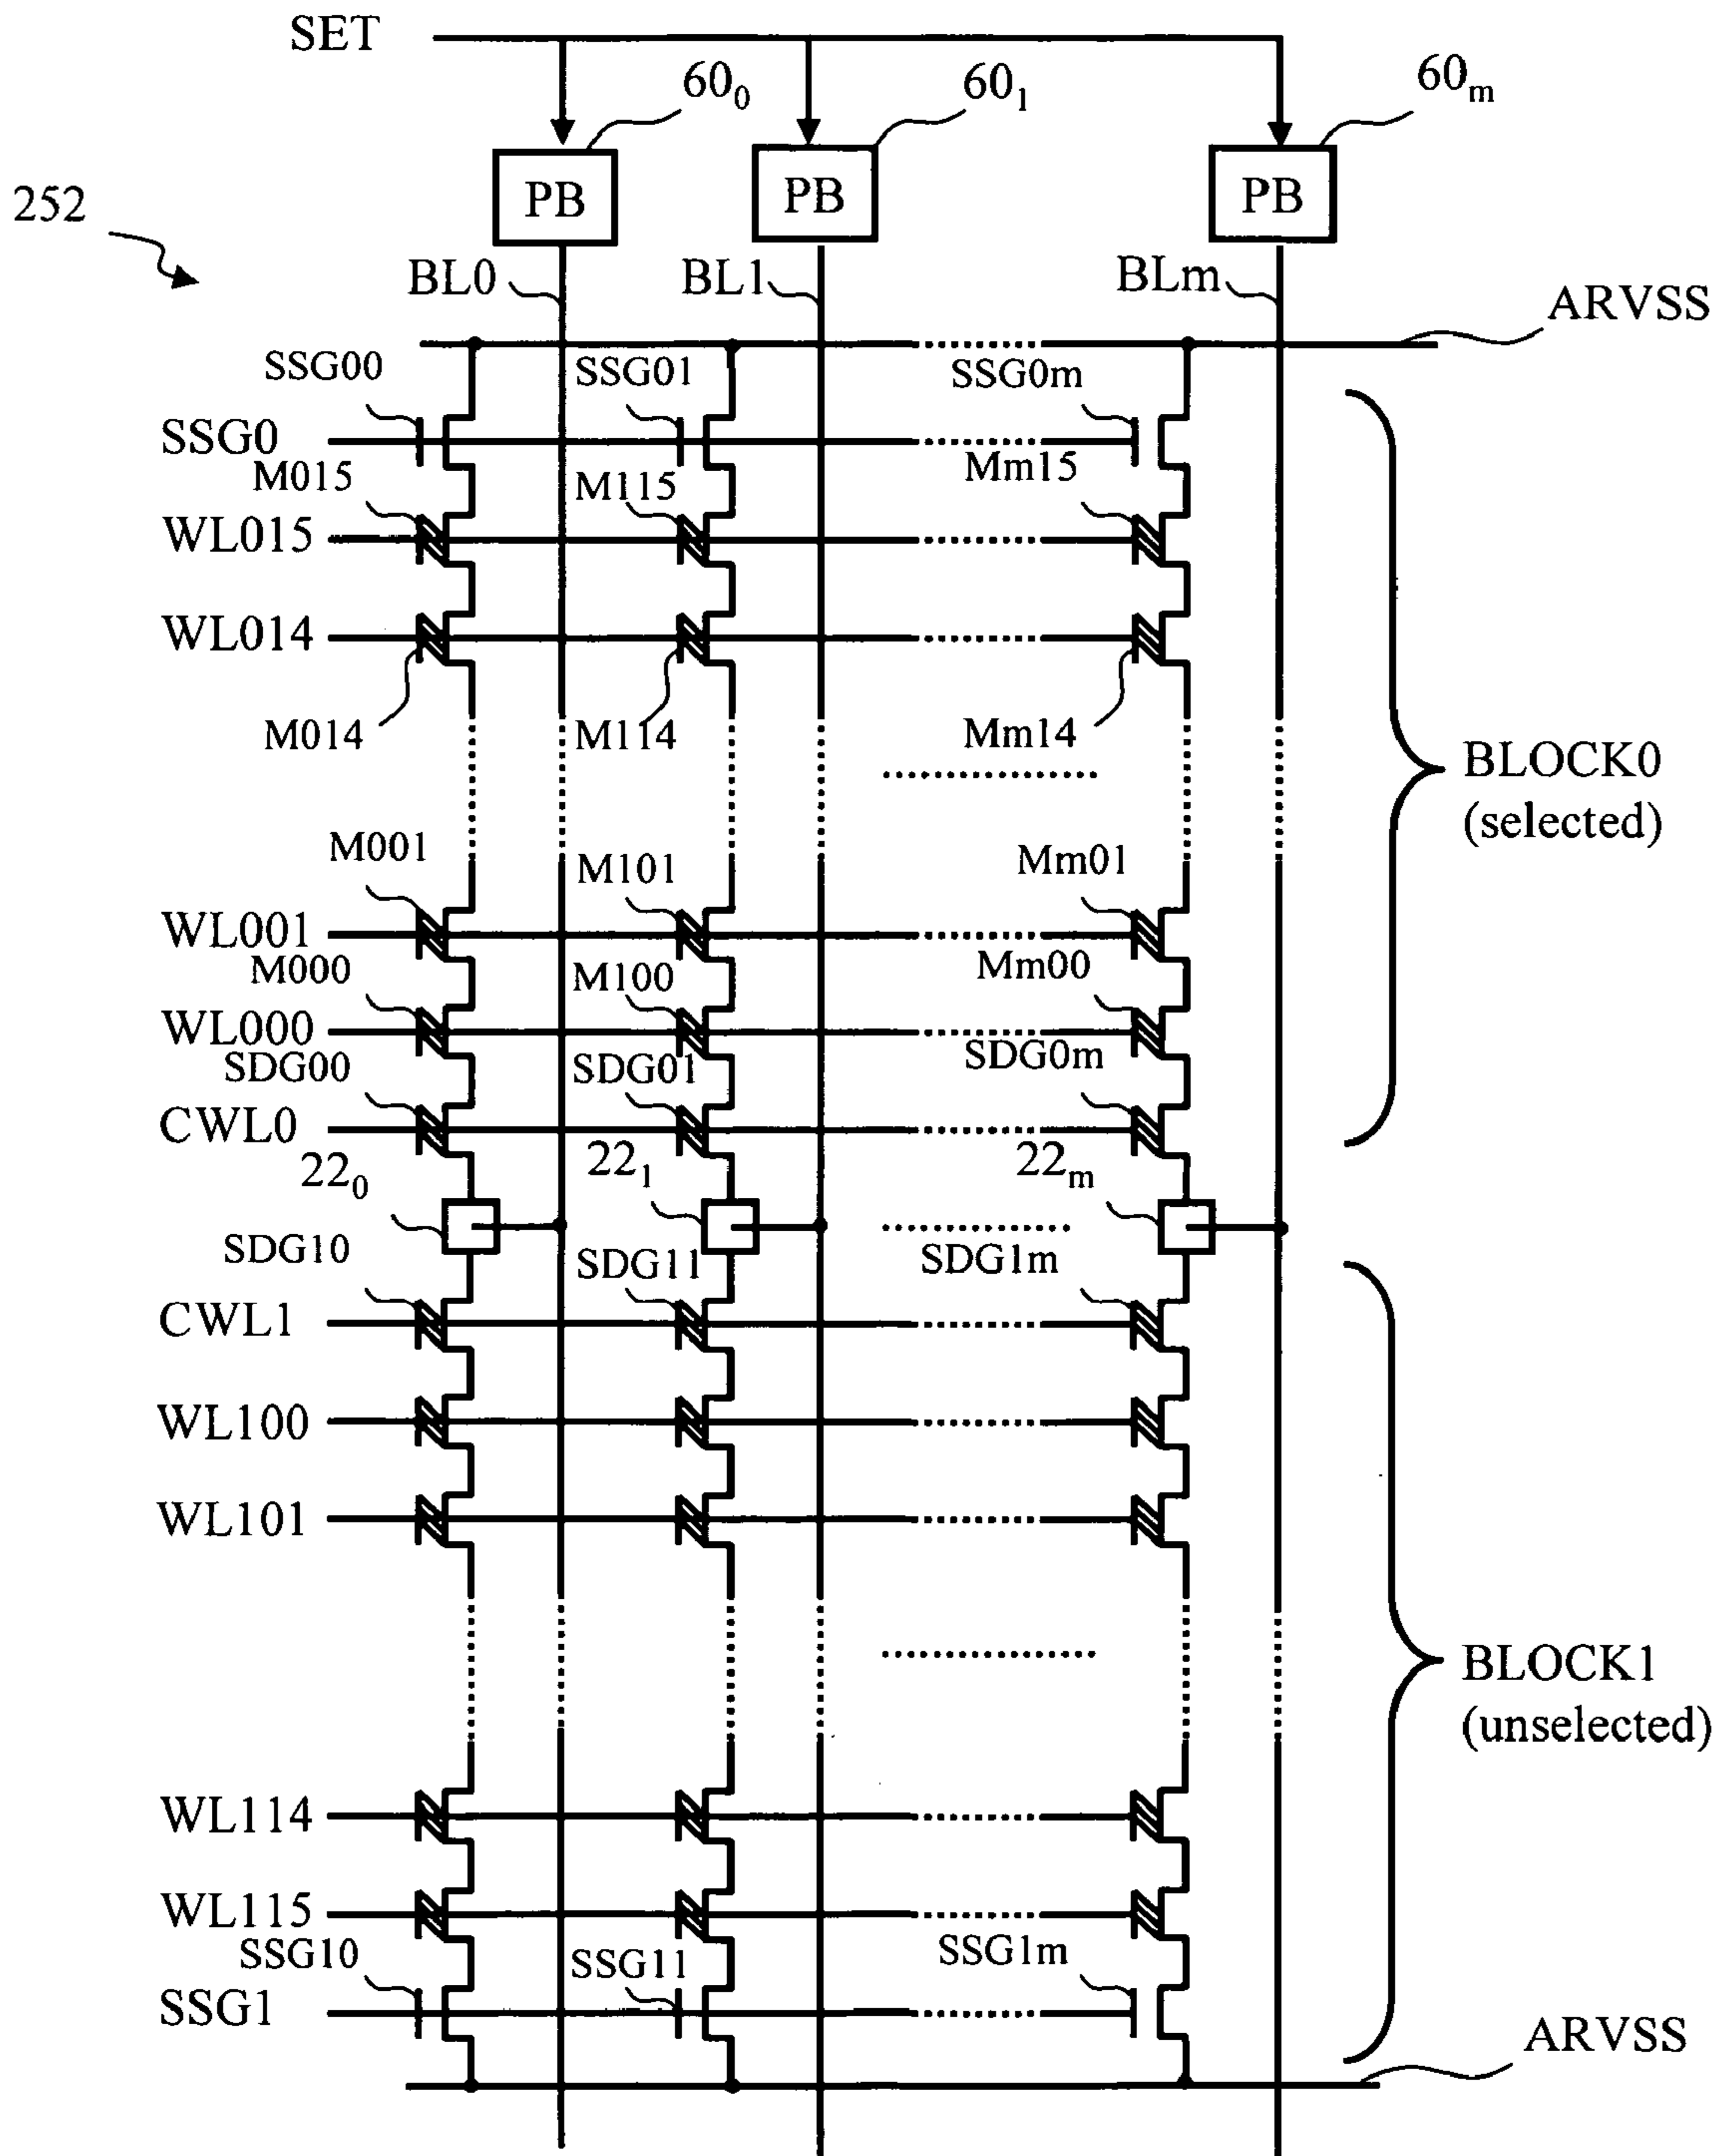 SET
60₀
60₁
60ₘ
PB
PB
PB
252
BL0
BL1
BLm
ARVSS
SSG00
SSG01
SSG0m
SSG0
M015
M115
Mm15
WL015
WL014
M014
M114
Mm14
BLOCK0
(selected)
M001
M101
Mm01
WL001
M000
M100
Mm00
WL000
SDG00
SDG01
SDG0m
CWL0
22₀
22₁
22ₘ
SDG10
SDG11
SDG1m
CWL1
WL100
WL101
BLOCK1
(unselected)
WL114
WL115
SSG10
SSG11
SSG1m
SSG1
ARVSS